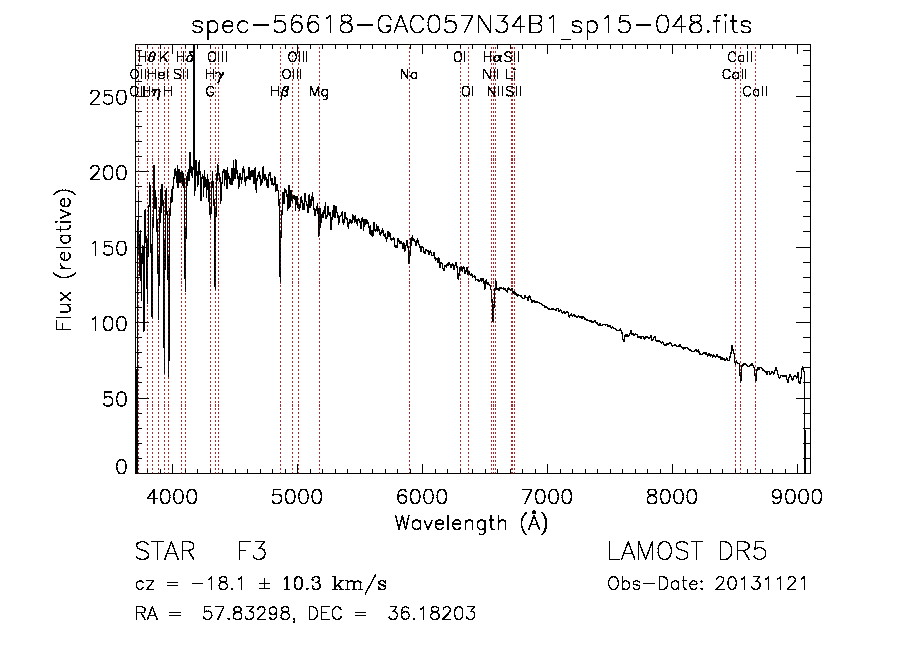 spec-56618-GAC057N34B1_sp15-048.fits
Hθ K Hδ OIII OIII OI Hα SII CaII
OII HeI SII Hγ OIII Na NII Li CaII
Hη H G Hβ Mg OI NII SII CaII
250
200
150
100
50
0
Flux (relative)
4000 5000 6000 7000 8000 9000
Wavelength (Å)
STAR F3 LAMOST DR5
cz = −18.1 ± 10.3 km/s Obs−Date: 20131121
RA = 57.83298, DEC = 36.18203